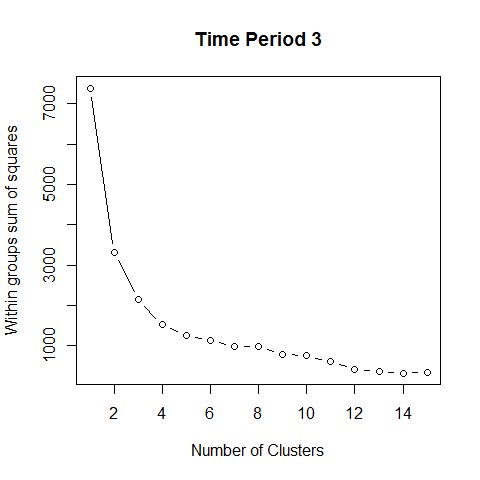 Time Period 3
Within groups sum of squares
7000
5000
3000
1000
2 4 6 8 10 12 14
Number of Clusters